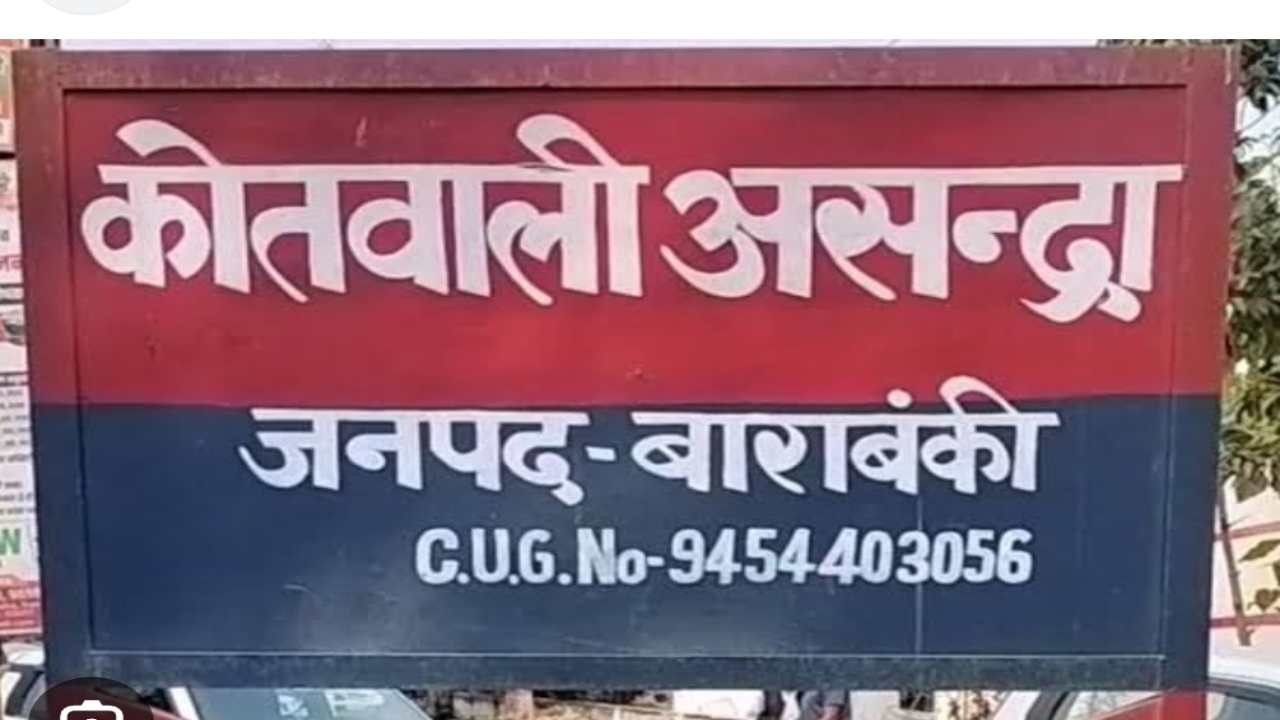 कोतवाली असन्द्रा
जनपद-बाराबंकी
C.U.G.No-9454403056